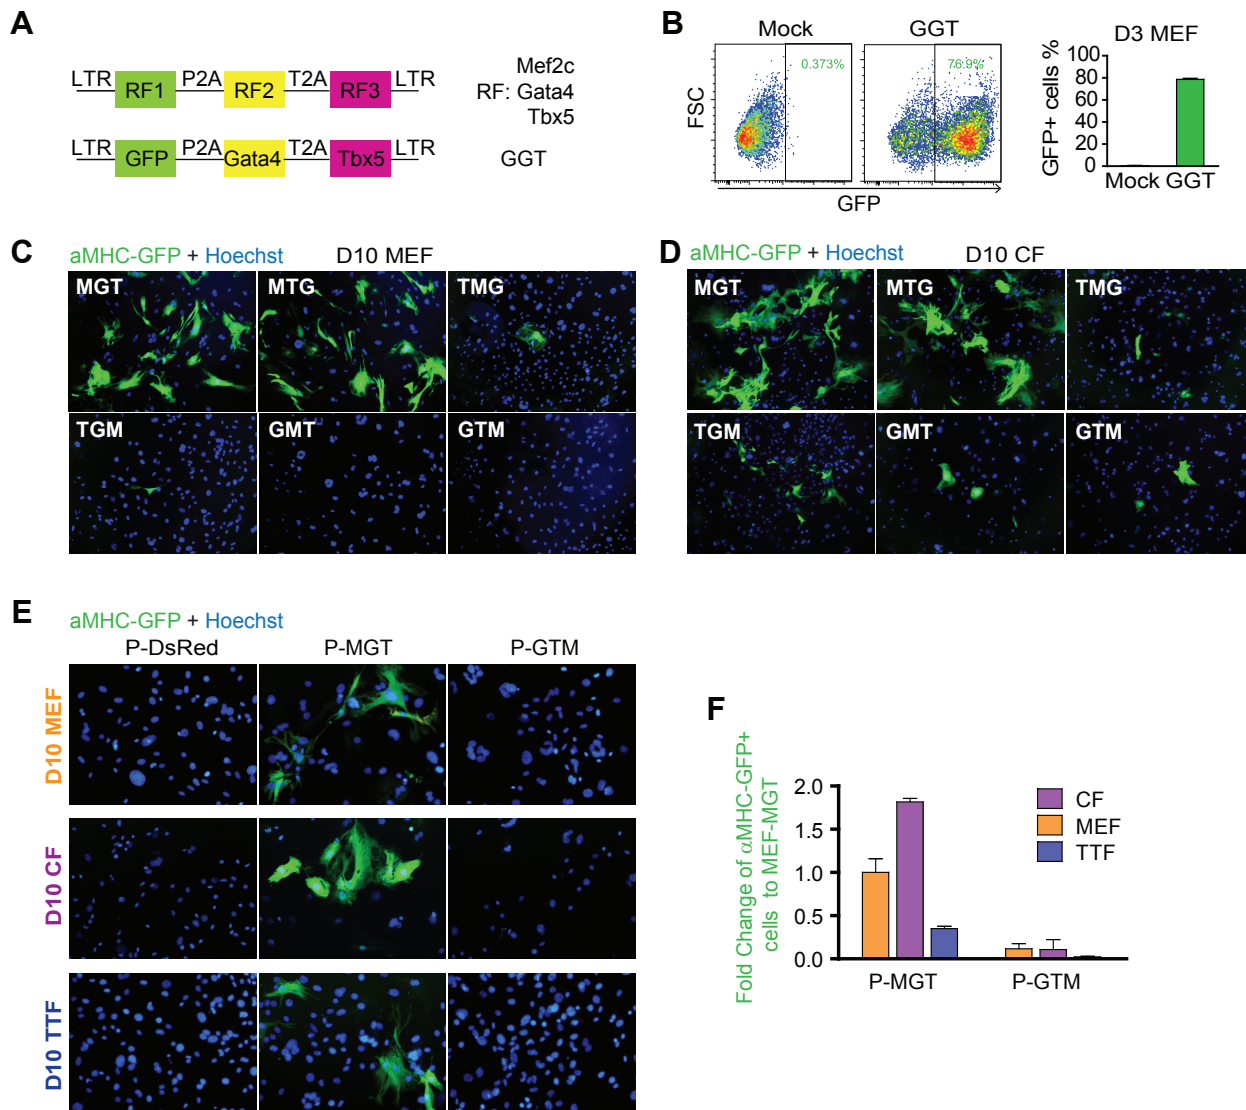 A
LTR RF1 P2A RF2 T2A RF3 LTR
Mef2c
RF: Gata4
Tbx5
LTR GFP P2A Gata4 T2A Tbx5 LTR
GGT
B
Mock GGT
0.373% 76.9%
FSC
GFP
D3 MEF
GFP+ cells %
100
80
60
40
20
0
Mock GGT
C
aMHC-GFP + Hoechst D10 MEF
MGT MTG TMG
TGM GMT GTM
D
aMHC-GFP + Hoechst D10 CF
MGT MTG TMG
TGM GMT GTM
E
aMHC-GFP + Hoechst
P-DsRed P-MGT P-GTM
D10 MEF
D10 CF
D10 TTF
F
Fold Change of αMHC-GFP+
cells to MEF-MGT
2.0
1.5
1.0
0.5
0.0
P-MGT P-GTM
CF
MEF
TTF